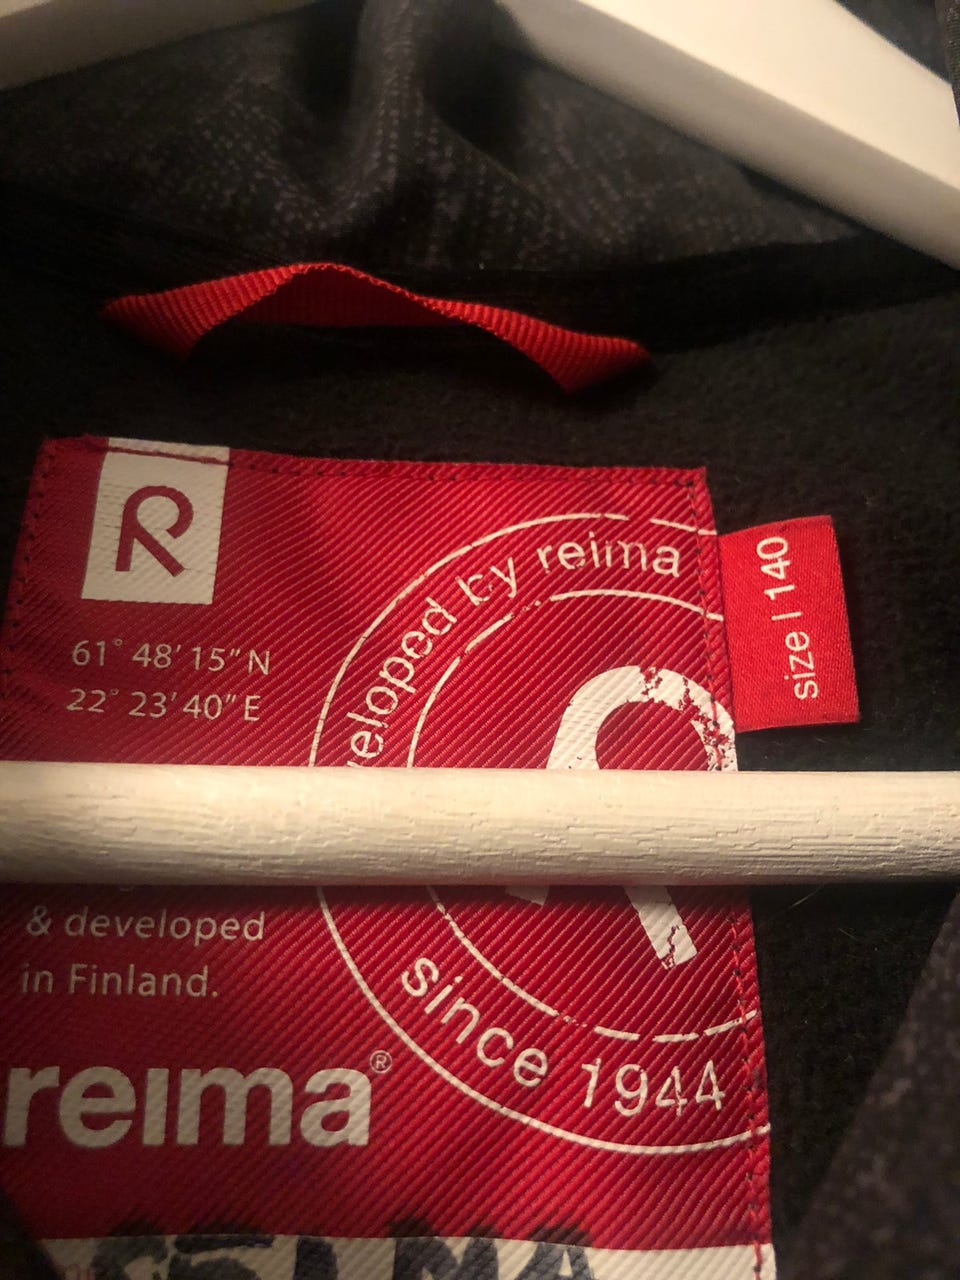 R
61° 48' 15" N
22° 23' 40" E
eloped by reima
size | 140
& developed
in Finland.
since 1944
reima®